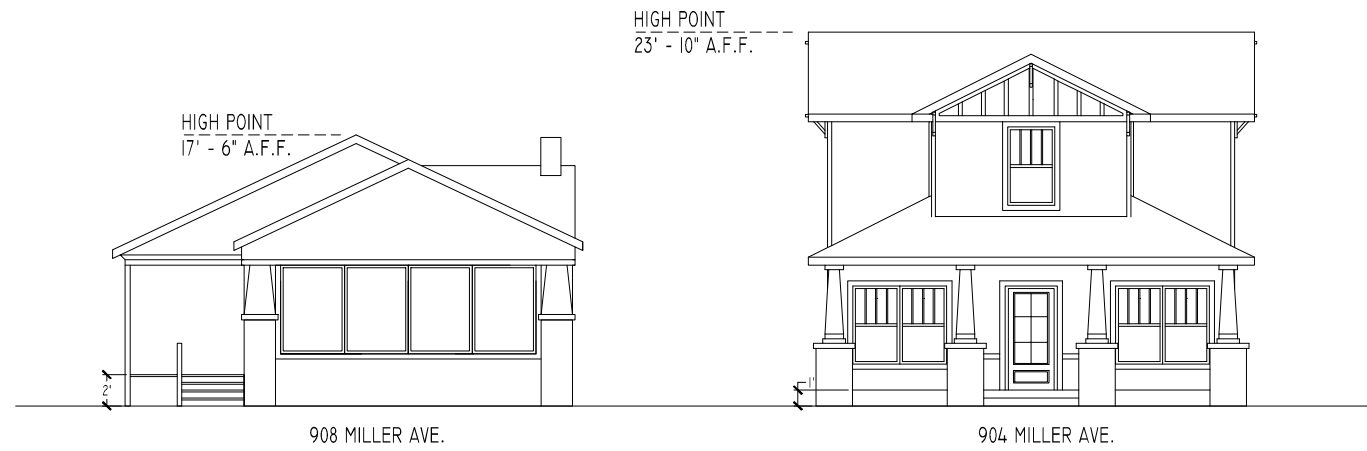 HIGH POINT
23' - 10" A.F.F.
HIGH POINT
17' - 6" A.F.F.
2'
1'
908 MILLER AVE.
904 MILLER AVE.